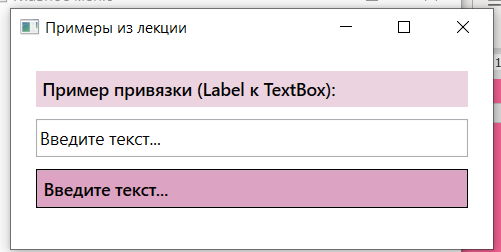 Примеры из лекции
Пример привязки (Label к TextBox):
Введите текст...
Введите текст...